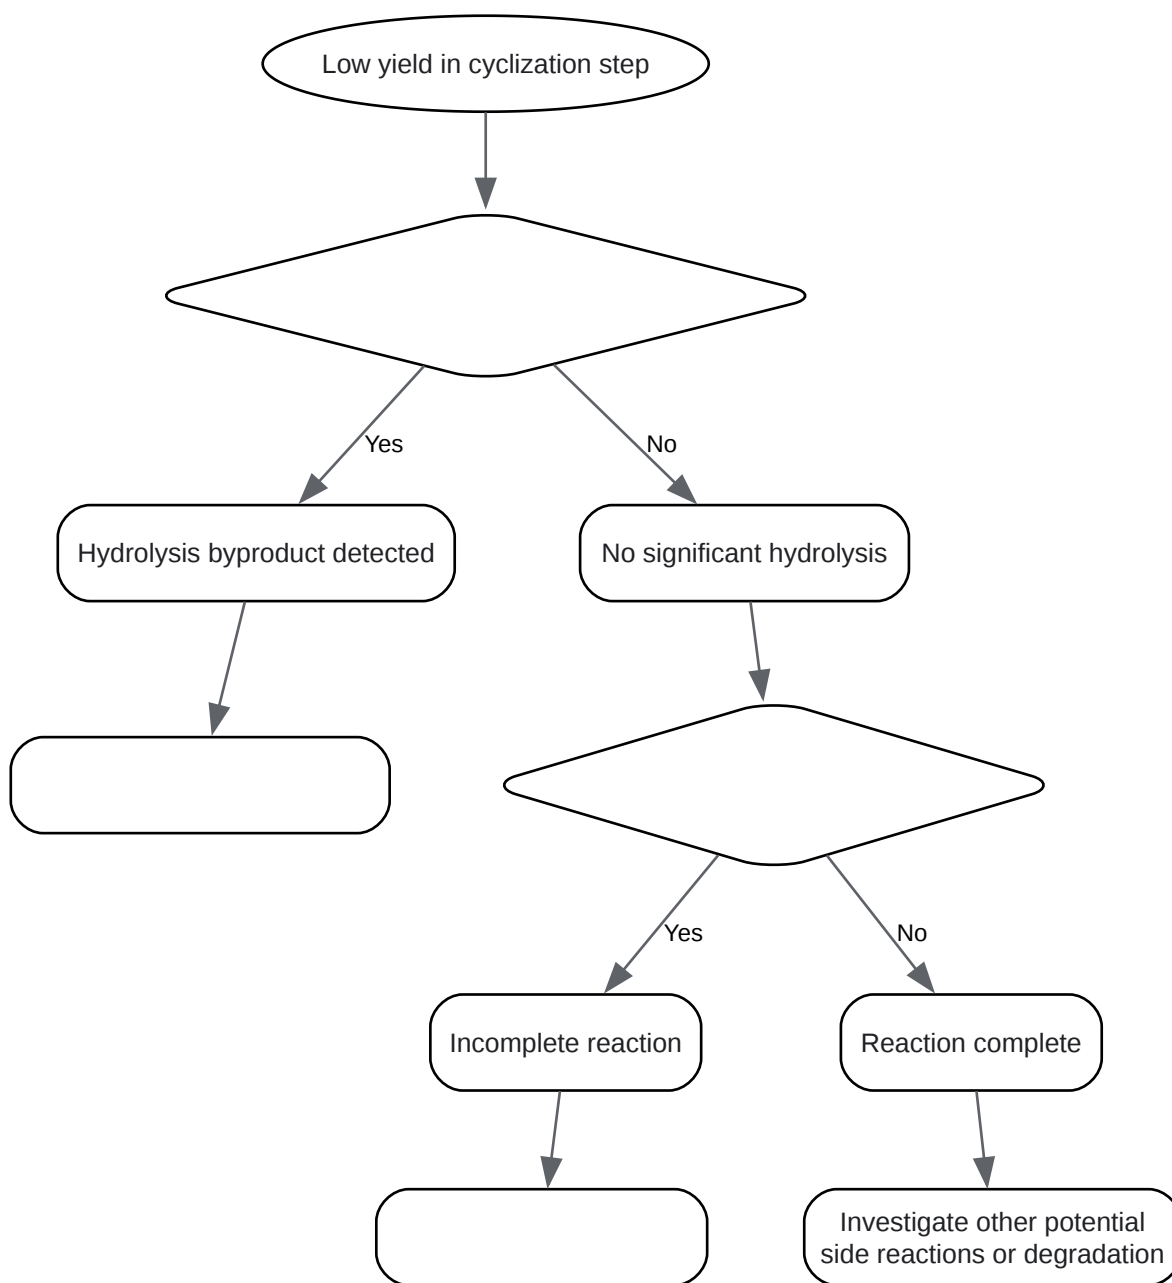 Low yield in cyclization step
Yes
No
Hydrolysis byproduct detected
No significant hydrolysis
Yes
No
Incomplete reaction
Reaction complete
Investigate other potential
side reactions or degradation